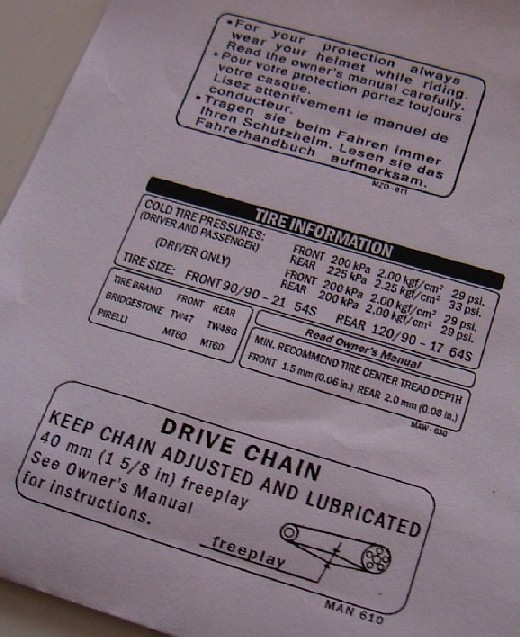 •For your protection always
wear your helmet while riding.
Read the owner's manual carefully.
•Pour votre protection portez toujours
votre casque.
Lisez attentivement le manuel de
conducteur.
•Tragen sie beim Fahren immer
Ihren Schutzhelm. Lesen sie das
Fahrerhandbuch aufmerksam.
MZ0-611
TIRE INFORMATION
COLD TIRE PRESSURES:
(DRIVER AND PASSENGER) FRONT 200 kPa 2.00 kgf/cm² 29 psi.
REAR 225 kPa 2.25 kgf/cm² 33 psi.
(DRIVER ONLY) FRONT 200 kPa 2.00 kgf/cm² 29 psi.
REAR 200 kPa 2.00 kgf/cm² 29 psi.
TIRE SIZE: FRONT 90/90 - 21 54S REAR 120/90 - 17 64S
TIRE BRAND FRONT REAR
BRIDGESTONE TW47 TW48G
PIRELLI MT60 MT60
Read Owner's Manual
MIN. RECOMMEND TIRE CENTER TREAD DEPTH
FRONT 1.5 mm (0.06 in.) REAR 2.0 mm (0.08 in.)
MAW-610
DRIVE CHAIN
KEEP CHAIN ADJUSTED AND LUBRICATED
40 mm (1 5/8 in) freeplay
See Owner's Manual
for instructions.
freeplay
MAN 610